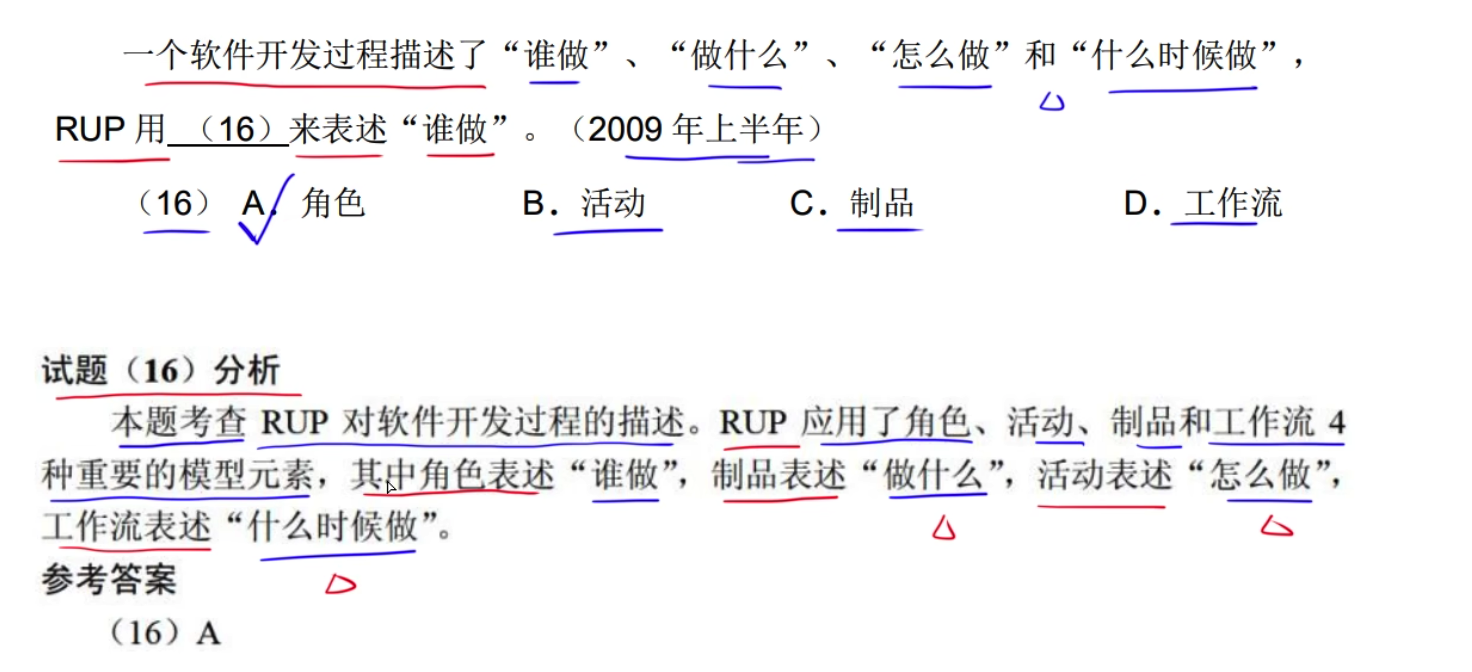 一个软件开发过程描述了“谁做”、“做什么”、“怎么做”和“什么时候做”，
RUP 用 （16）来表述“谁做”。（2009 年上半年）
（16） A．角色 B．活动 C．制品 D．工作流
试题（16）分析
本题考查 RUP 对软件开发过程的描述。RUP 应用了角色、活动、制品和工作流 4
种重要的模型元素，其中角色表述“谁做”，制品表述“做什么”，活动表述“怎么做”，
工作流表述“什么时候做”。
参考答案
（16）A